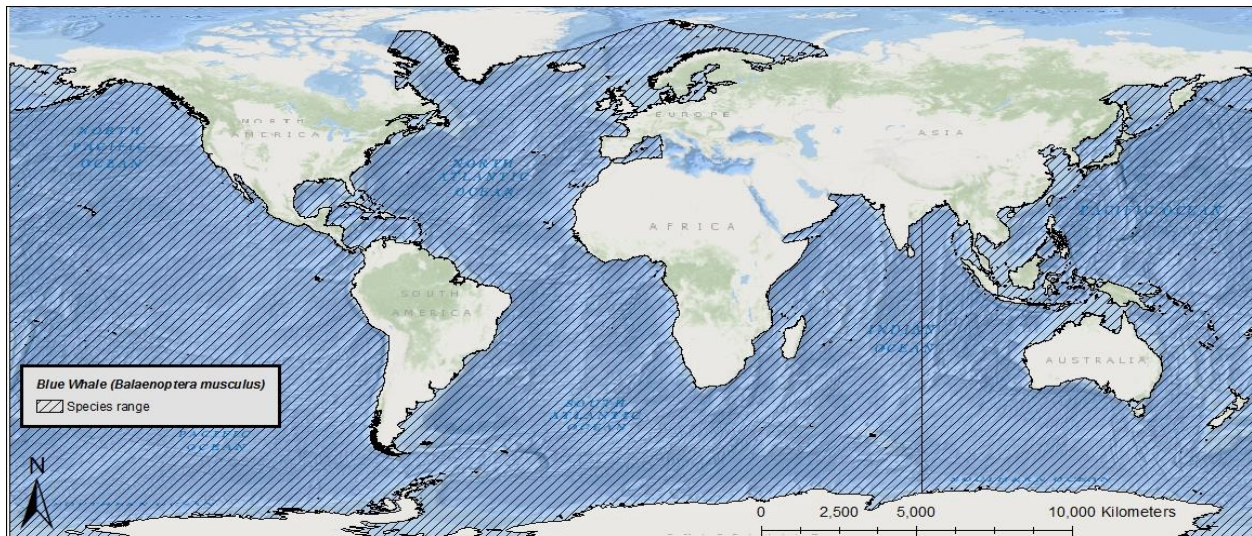 NORTH
PACIFIC
OCEAN
NORTH
AMERICA
NORTH
ATLANTIC
OCEAN
EUROPE
ASIA
PACIFIC OCEAN
AFRICA
SOUTH
AMERICA
INDIAN
OCEAN
AUSTRALIA
Blue Whale (Balaenoptera musculus)
Species range
SOUTH
ATLANTIC
OCEAN
PACIFIC
OCEAN
N
0 2,500 5,000 10,000 Kilometers